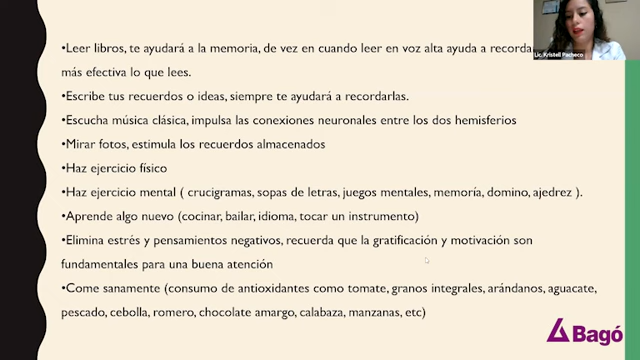 •Leer libros, te ayudará a la memoria, de vez en cuando leer en voz alta ayuda a recorda
más efectiva lo que lees.
•Escribe tus recuerdos o ideas, siempre te ayudará a recordarlas.
•Escucha música clásica, impulsa las conexiones neuronales entre los dos hemisferios
•Mirar fotos, estimula los recuerdos almacenados
•Haz ejercicio físico
•Haz ejercicio mental ( crucigramas, sopas de letras, juegos mentales, memoría, domino, ajedrez ).
•Aprende algo nuevo (cocinar, bailar, idioma, tocar un instrumento)
•Elimina estrés y pensamientos negativos, recuerda que la gratificación y motivación son
fundamentales para una buena atención
•Come sanamente (consumo de antioxidantes como tomate, granos integrales, arándanos, aguacate,
pescado, cebolla, romero, chocolate amargo, calabaza, manzanas, etc)
Lic. Kristell Pacheco
Bagó